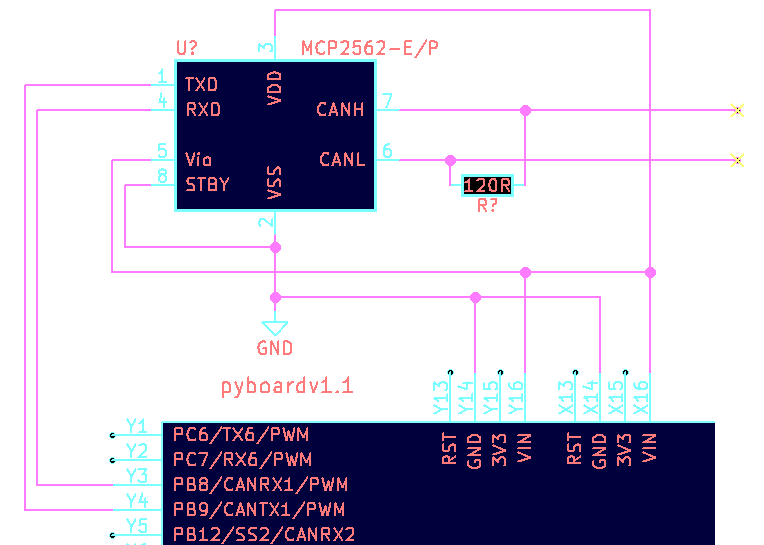 U? 3 MCP2562-E/P
1 TXD VDD
4 RXD CANH 7
5 Vio CANL 6
8 STBY VSS 120R
R?
2
GND
pyboardv1.1
Y13 Y14 Y15 Y16 X13 X14 X15 X16
RST GND 3V3 VIN RST GND 3V3 VIN
Y1 PC6/TX6/PWM
Y2 PC7/RX6/PWM
Y3 PB8/CANRX1/PWM
Y4 PB9/CANTX1/PWM
Y5 PB12/SS2/CANRX2